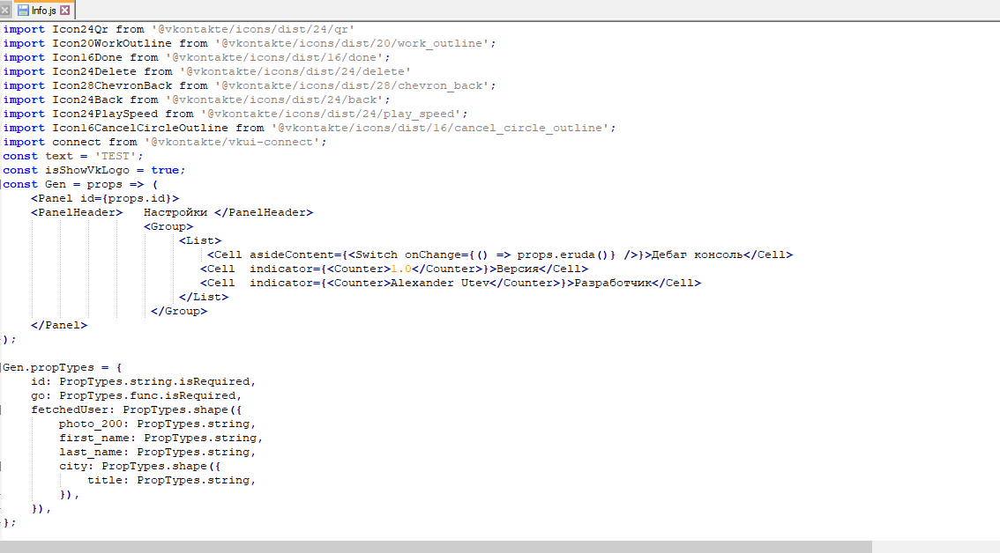 Info.js
import Icon24Qr from '@vkontakte/icons/dist/24/qr'
import Icon20WorkOutline from '@vkontakte/icons/dist/20/work_outline';
import Icon16Done from '@vkontakte/icons/dist/16/done';
import Icon24Delete from '@vkontakte/icons/dist/24/delete'
import Icon28ChevronBack from '@vkontakte/icons/dist/28/chevron_back';
import Icon24Back from '@vkontakte/icons/dist/24/back';
import Icon24PlaySpeed from '@vkontakte/icons/dist/24/play_speed';
import Icon16CancelCircleOutline from '@vkontakte/icons/dist/16/cancel_circle_outline';
import connect from '@vkontakte/vkui-connect';
const text = 'TEST';
const isShowVkLogo = true;
const Gen = props => (
    <Panel id={props.id}>
    <PanelHeader>   Настройки </PanelHeader>
                    <Group>
                         <List>
                             <Cell asideContent={<Switch onChange={() => props.eruda()} />}>Дебаг консоль</Cell>
                            <Cell  indicator={<Counter>1.0</Counter>}>Версия</Cell>
                            <Cell  indicator={<Counter>Alexander Utev</Counter>}>Разработчик</Cell>
                         </List>
                     </Group>
    </Panel>
);
Gen.propTypes = {
    id: PropTypes.string.isRequired,
    go: PropTypes.func.isRequired,
    fetchedUser: PropTypes.shape({
        photo_200: PropTypes.string,
        first_name: PropTypes.string,
        last_name: PropTypes.string,
        city: PropTypes.shape({
            title: PropTypes.string,
        }),
    }),
};